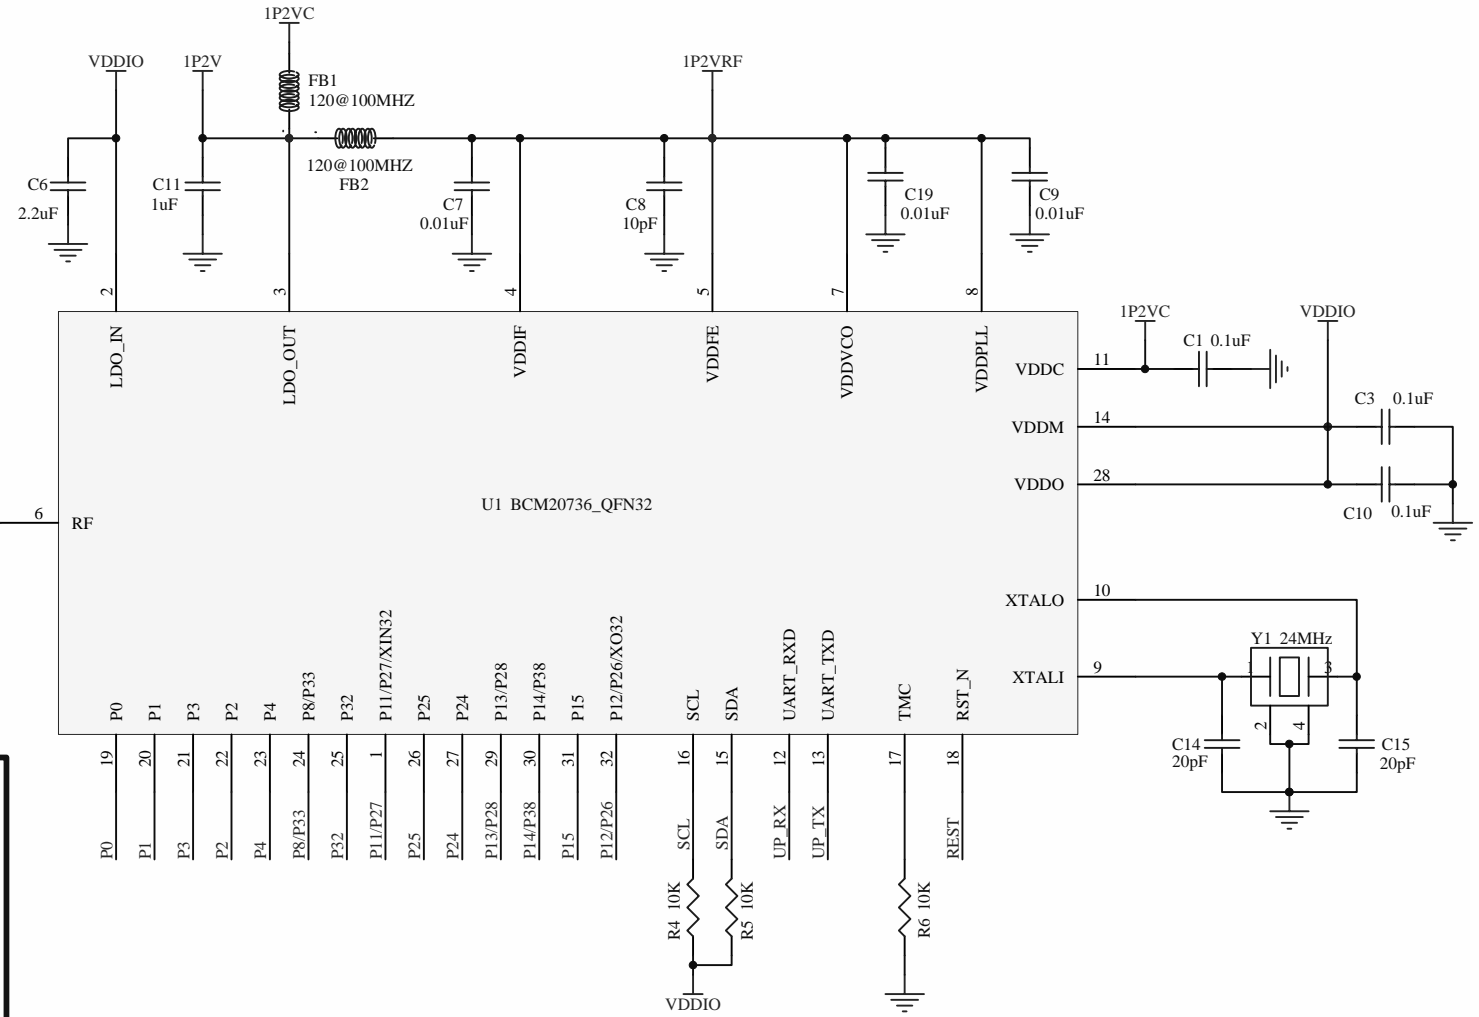 1P2VC
VDDIO
1P2V
1P2VRF
FB1
120@100MHZ
120@100MHZ
FB2
C6
2.2uF
C11
1uF
C7
0.01uF
C8
10pF
C19
0.01uF
C9
0.01uF
2
3
4
5
7
8
LDO_IN
LDO_OUT
VDDIF
VDDFE
VDDVCO
VDDPLL
1P2VC
VDDIO
C1 0.1uF
VDDC
11
C3 0.1uF
VDDM
14
VDDO
28
C10 0.1uF
U1 BCM20736_QFN32
6
RF
XTALO
10
Y1 24MHz
XTALI
9
1
3
2
4
C14
20pF
C15
20pF
P0
P1
P3
P2
P4
P8/P33
P32
P11/P27/XIN32
P25
P24
P13/P28
P14/P38
P15
P12/P26/XO32
SCL
SDA
UART_RXD
UART_TXD
TMC
RST_N
19
20
21
22
23
24
25
1
26
27
29
30
31
32
16
15
12
13
17
18
P0
P1
P3
P2
P4
P8/P33
P32
P11/P27
P25
P24
P13/P28
P14/P38
P15
P12/P26
SCL
SDA
UP_RX
UP_TX
REST
R4 10K
R5 10K
R6 10K
VDDIO